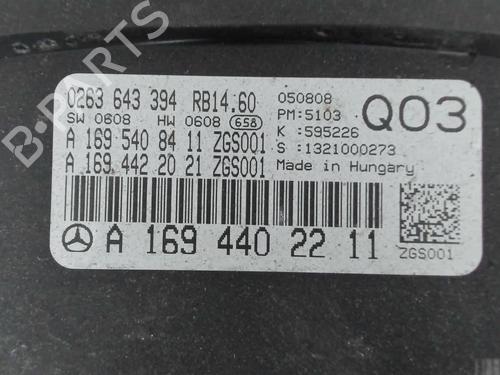 B-PARTS
0263 643 394 RB14.60
SW 0608 HW 0608 658
A 169 540 84 11 ZGS001
A 169 442 20 21 ZGS001
050808
PM:5103
K :595226
S :1321000273
Made in Hungary
Q03
A 169 440 22 11
ZGS001